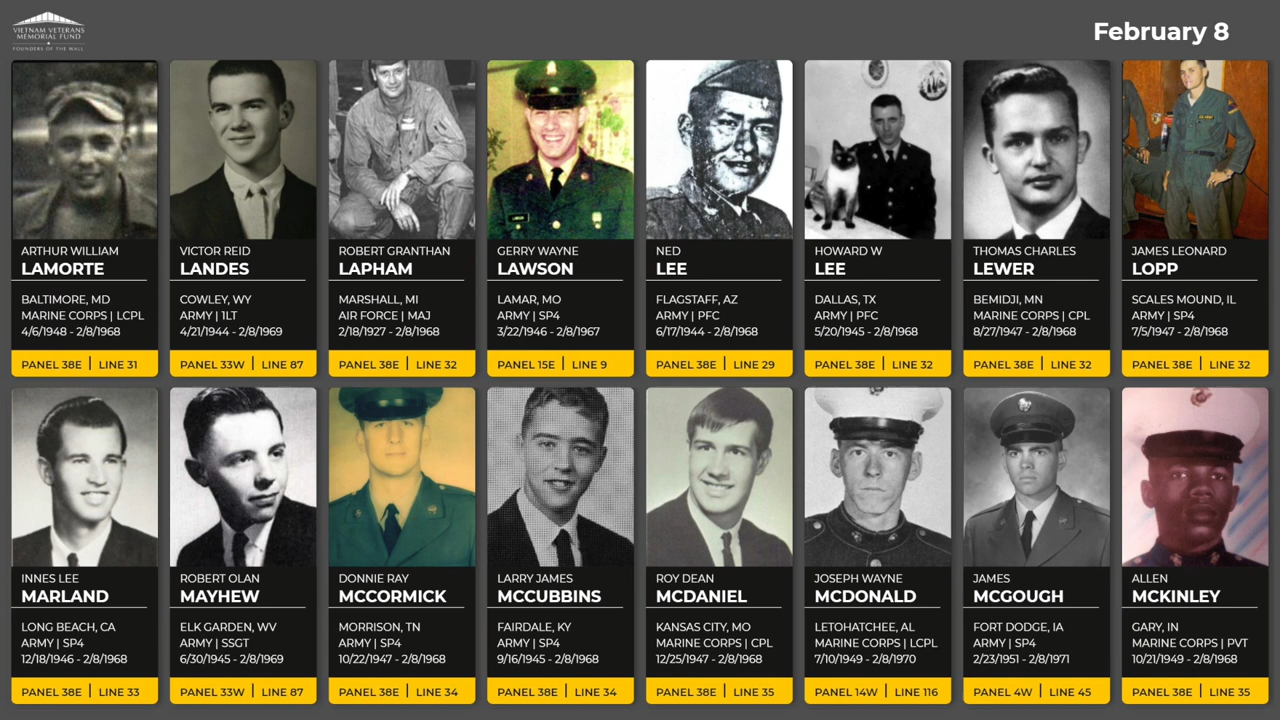 VIETNAM VETERANS
MEMORIAL FUND
FOUNDERS OF THE WALL
February 8
ARTHUR WILLIAM
LAMORTE
BALTIMORE, MD
MARINE CORPS | LCPL
4/6/1948 - 2/8/1968
PANEL 38E | LINE 31
VICTOR REID
LANDES
COWLEY, WY
ARMY | 1LT
4/21/1944 - 2/8/1969
PANEL 33W | LINE 87
ROBERT GRANTHAN
LAPHAM
MARSHALL, MI
AIR FORCE | MAJ
2/18/1927 - 2/8/1968
PANEL 38E | LINE 32
GERRY WAYNE
LAWSON
LAMAR, MO
ARMY | SP4
3/22/1946 - 2/8/1967
PANEL 15E | LINE 9
NED
LEE
FLAGSTAFF, AZ
ARMY | PFC
6/17/1944 - 2/8/1968
PANEL 38E | LINE 29
HOWARD W
LEE
DALLAS, TX
ARMY | PFC
5/20/1945 - 2/8/1968
PANEL 38E | LINE 32
THOMAS CHARLES
LEWER
BEMIDJI, MN
MARINE CORPS | CPL
8/27/1947 - 2/8/1968
PANEL 38E | LINE 32
JAMES LEONARD
LOPP
SCALES MOUND, IL
ARMY | SP4
7/5/1947 - 2/8/1968
PANEL 38E | LINE 32
INNES LEE
MARLAND
LONG BEACH, CA
ARMY | SP4
12/18/1946 - 2/8/1968
PANEL 38E | LINE 33
ROBERT OLAN
MAYHEW
ELK GARDEN, WV
ARMY | SSGT
6/30/1945 - 2/8/1969
PANEL 33W | LINE 87
DONNIE RAY
MCCORMICK
MORRISON, TN
ARMY | SP4
10/22/1947 - 2/8/1968
PANEL 38E | LINE 34
LARRY JAMES
MCCUBBINS
FAIRDALE, KY
ARMY | SP4
9/16/1945 - 2/8/1968
PANEL 38E | LINE 34
ROY DEAN
MCDANIEL
KANSAS CITY, MO
MARINE CORPS | CPL
12/25/1947 - 2/8/1968
PANEL 38E | LINE 35
JOSEPH WAYNE
MCDONALD
LETOHATCHEE, AL
MARINE CORPS | LCPL
7/10/1949 - 2/8/1970
PANEL 14W | LINE 116
JAMES
MCGOUGH
FORT DODGE, IA
ARMY | SP4
2/23/1951 - 2/8/1971
PANEL 4W | LINE 45
ALLEN
MCKINLEY
GARY, IN
MARINE CORPS | PVT
10/21/1949 - 2/8/1968
PANEL 38E | LINE 35